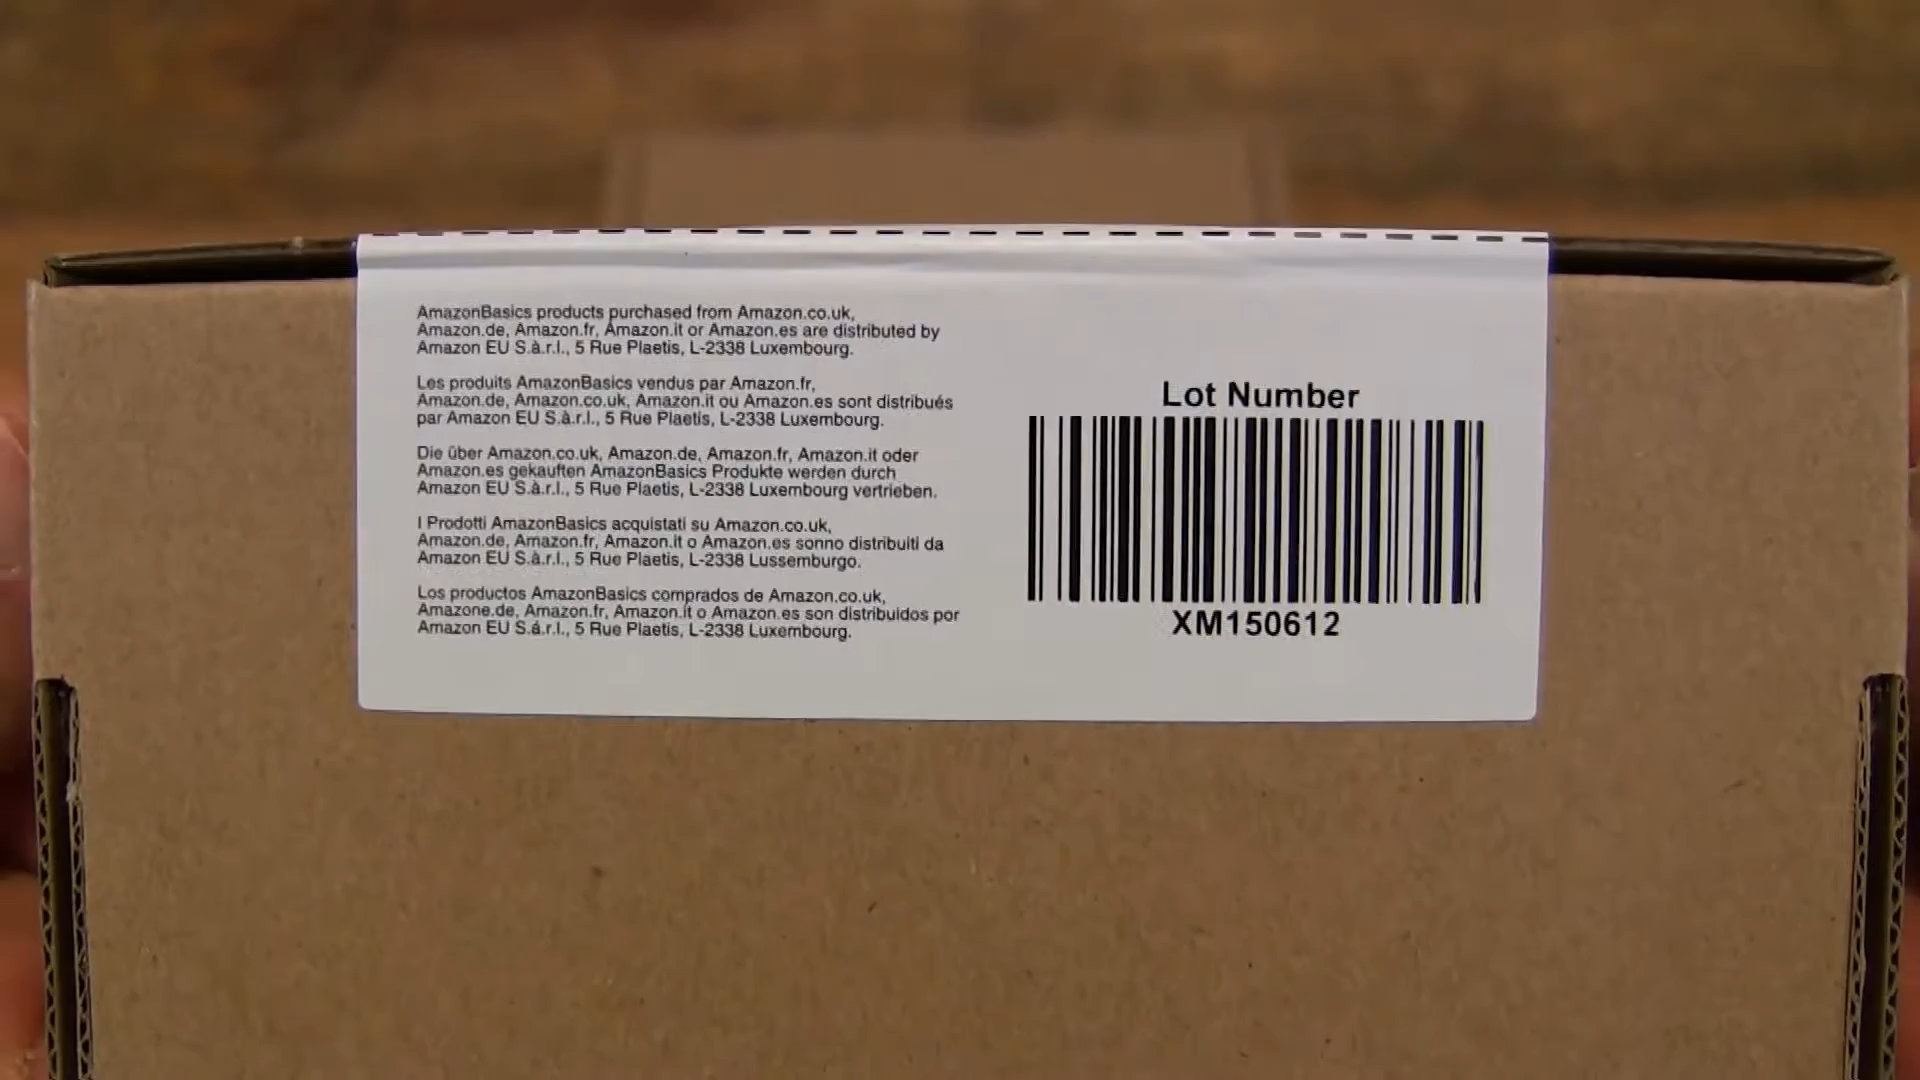 AmazonBasics products purchased from Amazon.co.uk,
Amazon.de, Amazon.fr, Amazon.it or Amazon.es are distributed by
Amazon EU S.à.r.l., 5 Rue Plaetis, L-2338 Luxembourg.
Les produits AmazonBasics vendus par Amazon.fr,
Amazon.de, Amazon.co.uk, Amazon.it ou Amazon.es sont distribués
par Amazon EU S.à.r.l., 5 Rue Plaetis, L-2338 Luxembourg.
Die über Amazon.co.uk, Amazon.de, Amazon.fr, Amazon.it oder
Amazon.es gekauften AmazonBasics Produkte werden durch
Amazon EU S.à.r.l., 5 Rue Plaetis, L-2338 Luxembourg vertrieben.
I Prodotti AmazonBasics acquistati su Amazon.co.uk,
Amazon.de, Amazon.fr, Amazon.it o Amazon.es sonno distribuiti da
Amazon EU S.à.r.l., 5 Rue Plaetis, L-2338 Lussemburgo.
Los productos AmazonBasics comprados de Amazon.co.uk,
Amazone.de, Amazon.fr, Amazon.it o Amazon.es son distribuidos por
Amazon EU S.á.r.l., 5 Rue Plaetis, L-2338 Luxembourg.
Lot Number
XM150612